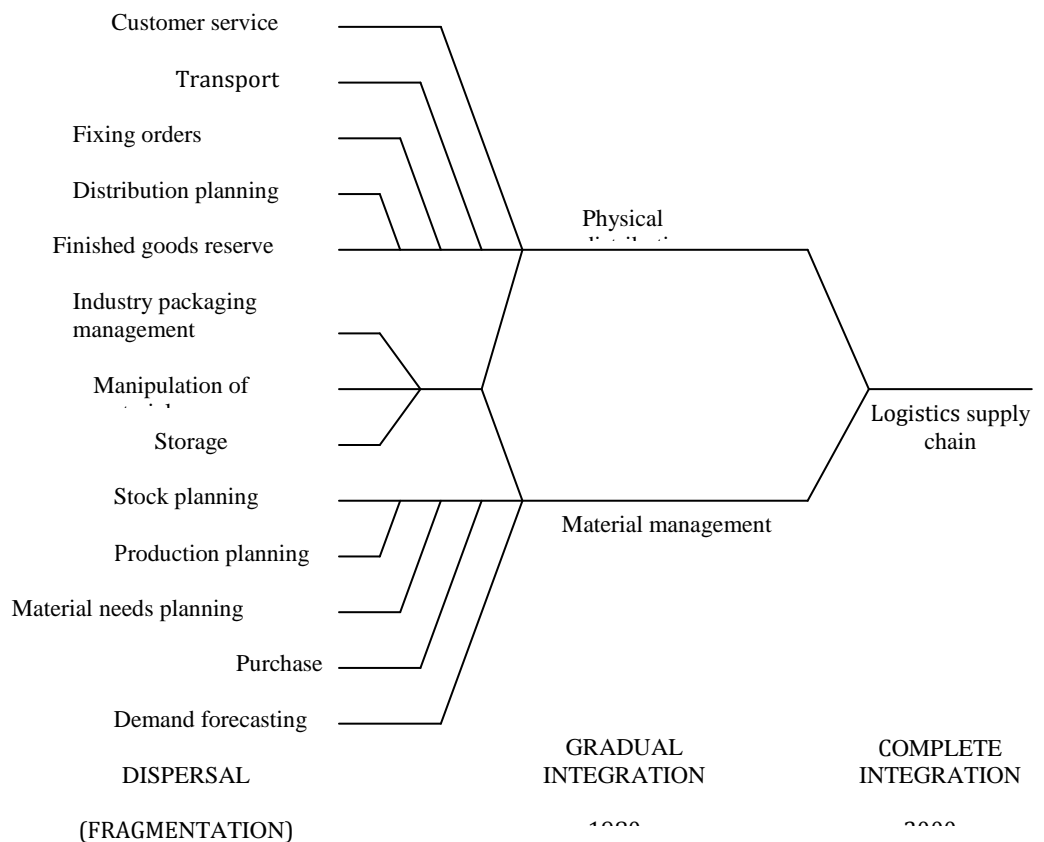 Customer service
Transport
Fixing orders
Distribution planning
Finished goods reserve
Industry packaging
management
Manipulation of
Storage
Stock planning
Production planning
Material needs planning
Purchase
Demand forecasting
Physical
Material management
Logistics supply
chain
DISPERSAL
(FRAGMENTATION)
GRADUAL
INTEGRATION
COMPLETE
INTEGRATION